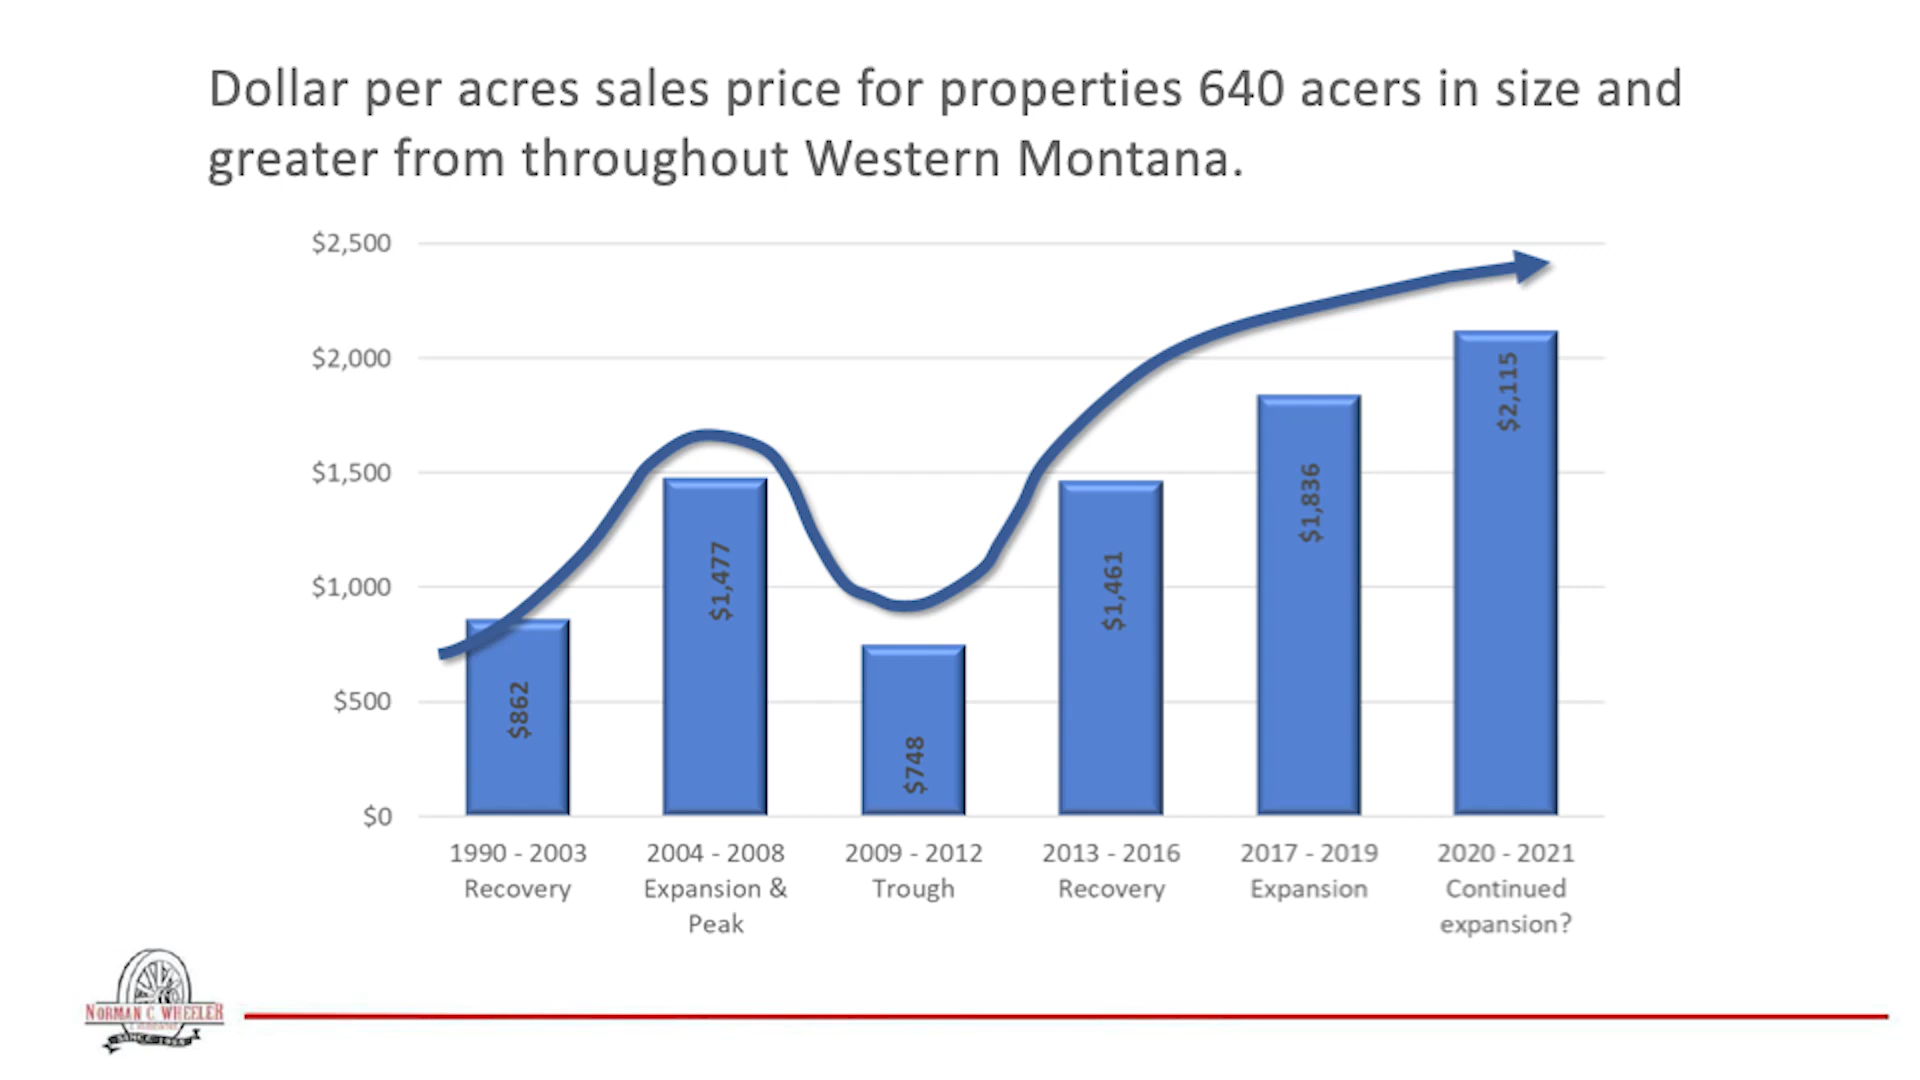 Dollar per acres sales price for properties 640 acers in size and
greater from throughout Western Montana.
$2,500
$2,000
$1,500
$1,000
$500
$0
$862
$1,477
$748
$1,461
$1,836
$2,115
1990 - 2003
Recovery
2004 - 2008
Expansion &
Peak
2009 - 2012
Trough
2013 - 2016
Recovery
2017 - 2019
Expansion
2020 - 2021
Continued
expansion?
NORMAN C. WHEELER
SINCE